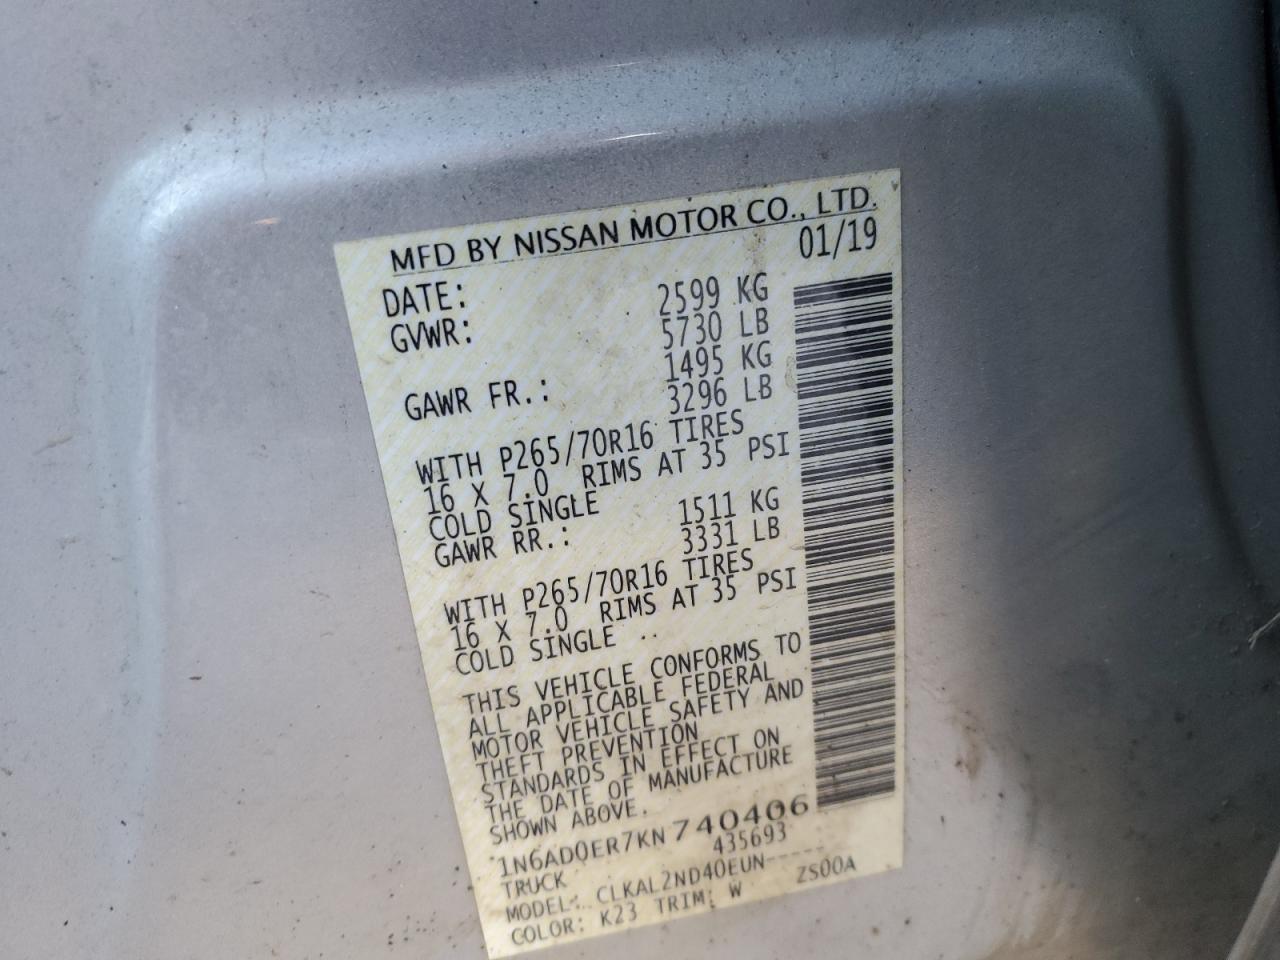 MFD BY NISSAN MOTOR CO., LTD.
DATE: 01/19
GVWR: 2599 KG
5730 LB
GAWR FR.: 1495 KG
3296 LB
WITH P265/70R16 TIRES
16 X 7.0 RIMS AT 35 PSI
COLD SINGLE
GAWR RR.: 1511 KG
3331 LB
WITH P265/70R16 TIRES
16 X 7.0 RIMS AT 35 PSI
COLD SINGLE
THIS VEHICLE CONFORMS TO
ALL APPLICABLE FEDERAL
MOTOR VEHICLE SAFETY AND
THEFT PREVENTION
STANDARDS IN EFFECT ON
THE DATE OF MANUFACTURE
SHOWN ABOVE.
1N6AD0ER7KN740406
TRUCK 435693
MODEL: CLKAL2ND40EUN-----
COLOR: K23 TRIM: W ZS00A